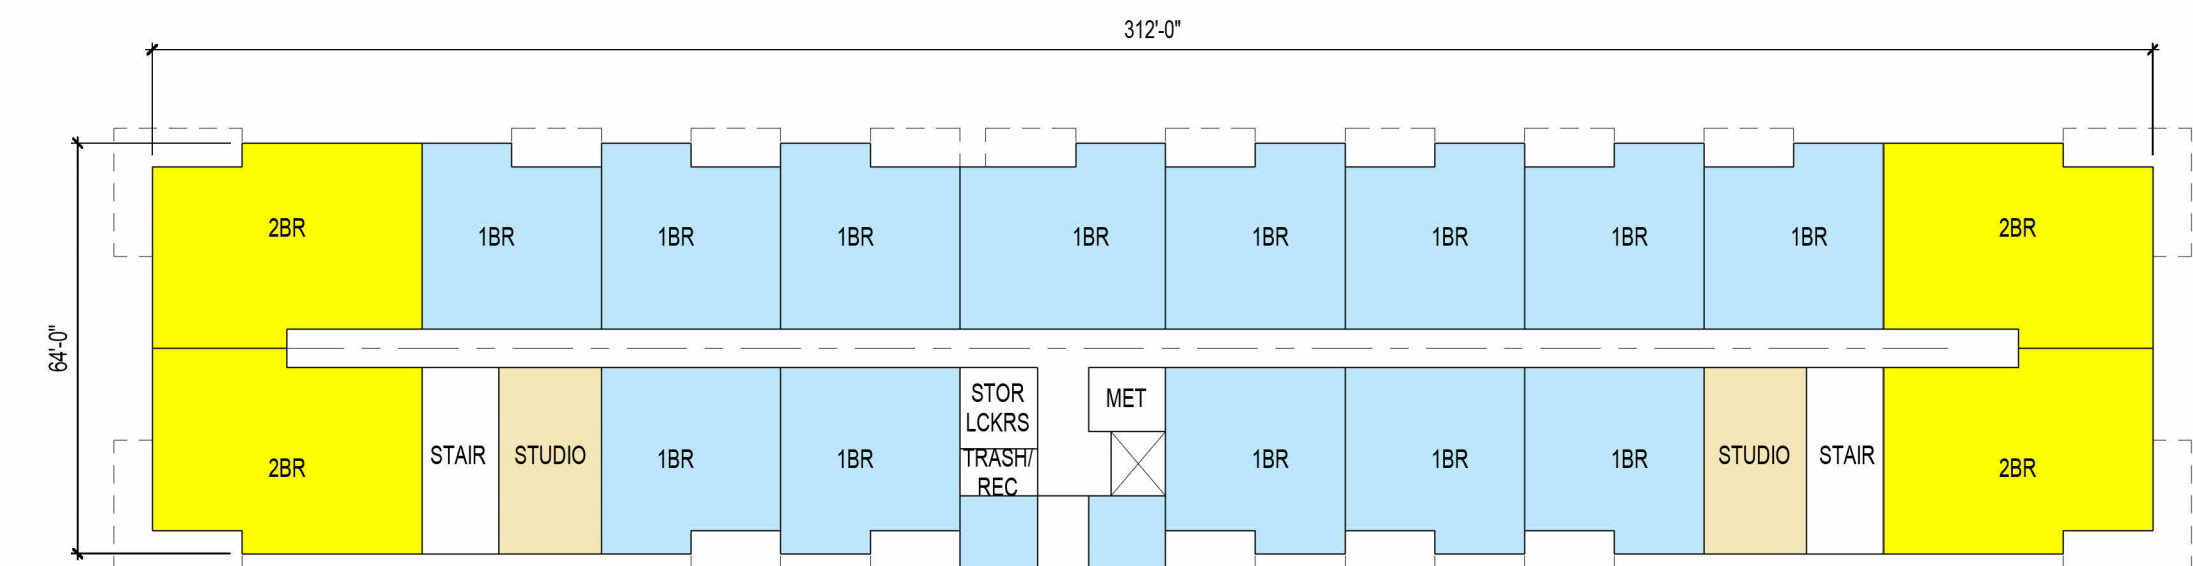 312'-0"
64'-0"
2BR
1BR
1BR
1BR
1BR
1BR
1BR
1BR
1BR
2BR
2BR
STAIR
STUDIO
1BR
1BR
STOR
LCKRS
TRASH/
REC
MET
1BR
1BR
1BR
STUDIO
STAIR
2BR